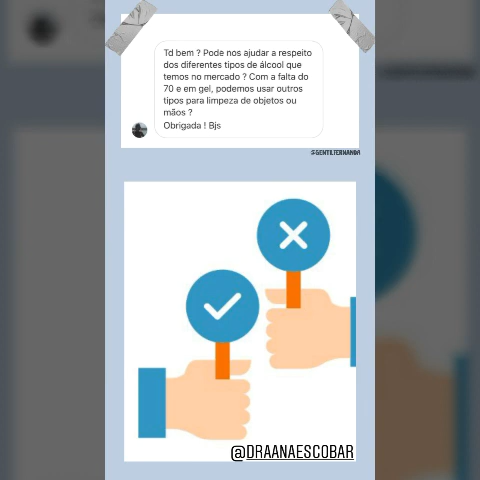 Td bem ? Pode nos ajudar a respeito
dos diferentes tipos de álcool que
temos no mercado ? Com a falta do
70 e em gel, podemos usar outros
tipos para limpeza de objetos ou
mãos ?
Obrigada ! Bjs
@GENTILFERNANDA
@DRAANAESCOBAR